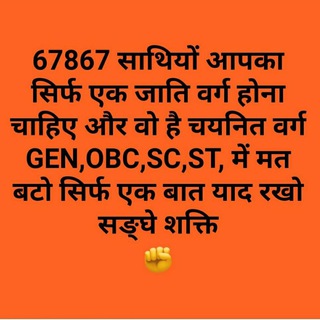 67867 साथियों आपका
सिर्फ एक जाति वर्ग होना
चाहिए और वो है चयनित वर्ग
GEN,OBC,SC,ST, में मत
बटो सिर्फ एक बात याद रखो
सङ्घे शक्ति
✊